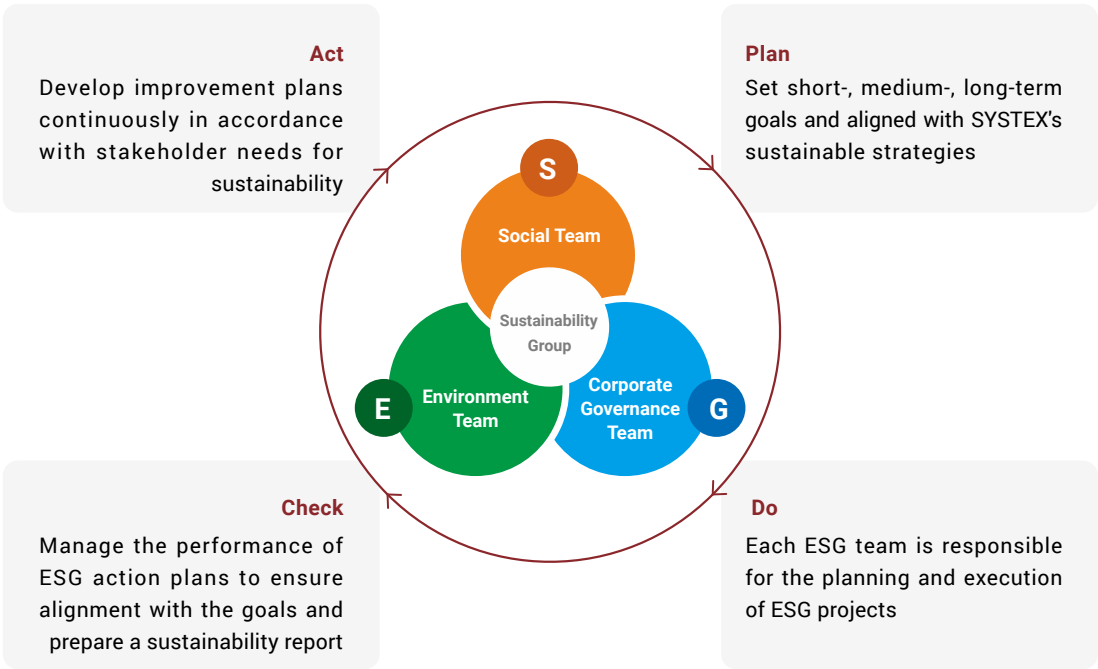 Act
Develop improvement plans
continuously in accordance
with stakeholder needs for
sustainability
Plan
Set short-, medium-, long-term
goals and aligned with SYSTEX's
sustainable strategies
S
Social Team
Sustainability
Group
E
Environment
Team
Corporate
Governance
Team
G
Check
Manage the performance of
ESG action plans to ensure
alignment with the goals and
prepare a sustainability report
Do
Each ESG team is responsible
for the planning and execution
of ESG projects